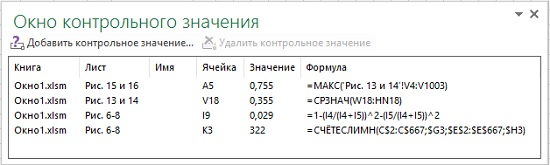 Окно контрольного значения
Добавить контрольное значение... Удалить контрольное значение
Книга Лист Имя Ячейка Значение Формула
Окно1.xlsm Рис. 15 и 16 A5 0,755 =МАКС('Рис. 13 и 14'!V4:V1003)
Окно1.xlsm Рис. 13 и 14 V18 0,355 =СРЗНАЧ(W18:HN18)
Окно1.xlsm Рис. 6-8 I9 0,029 =1-(I4/(I4+I5))^2-(I5/(I4+I5))^2
Окно1.xlsm Рис. 6-8 K3 322 =СЧЁТЕСЛИМН(C$2:C$667;$G3;$E$2:$E$667;$H3)